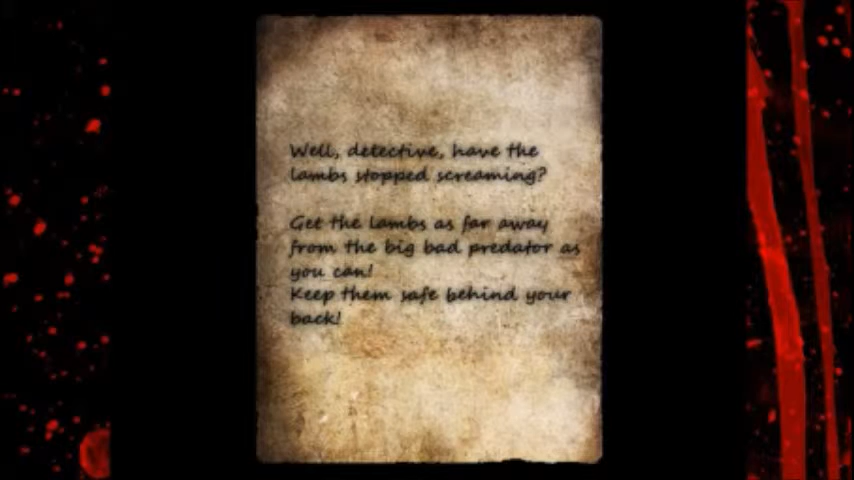 Well, detective, have the
lambs stopped screaming?
Get the lambs as far away
from the big bad predator as
you can!
Keep them safe behind your
back!